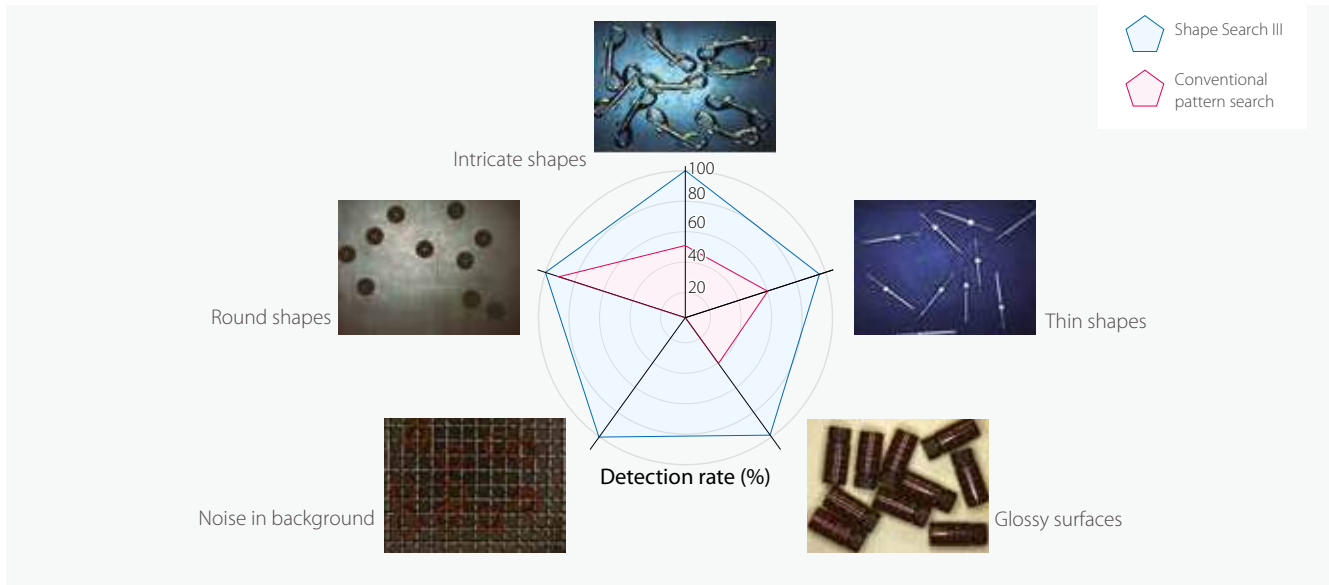 Shape Search III
Conventional
pattern search
Intricate shapes
100
80
60
40
20
Round shapes
Thin shapes
Detection rate (%)
Noise in background
Glossy surfaces